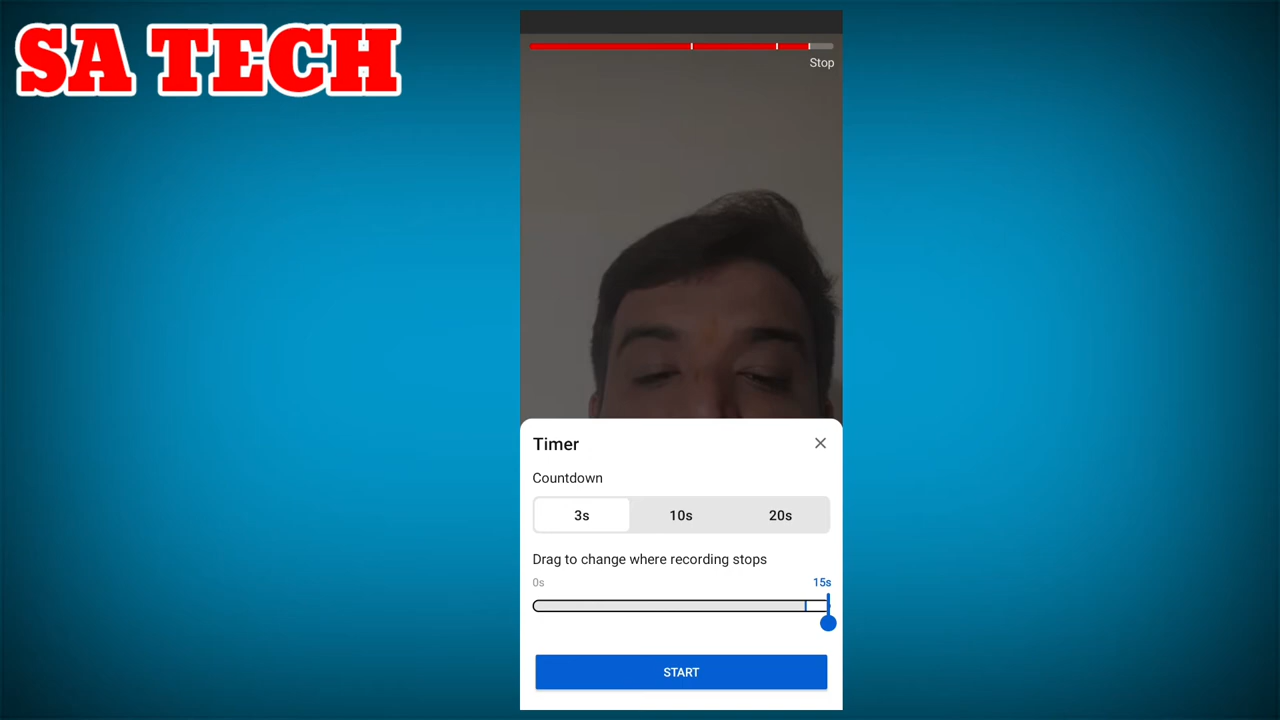 SA TECH
Stop
Timer
Countdown
3s 10s 20s
Drag to change where recording stops
0s 15s
START